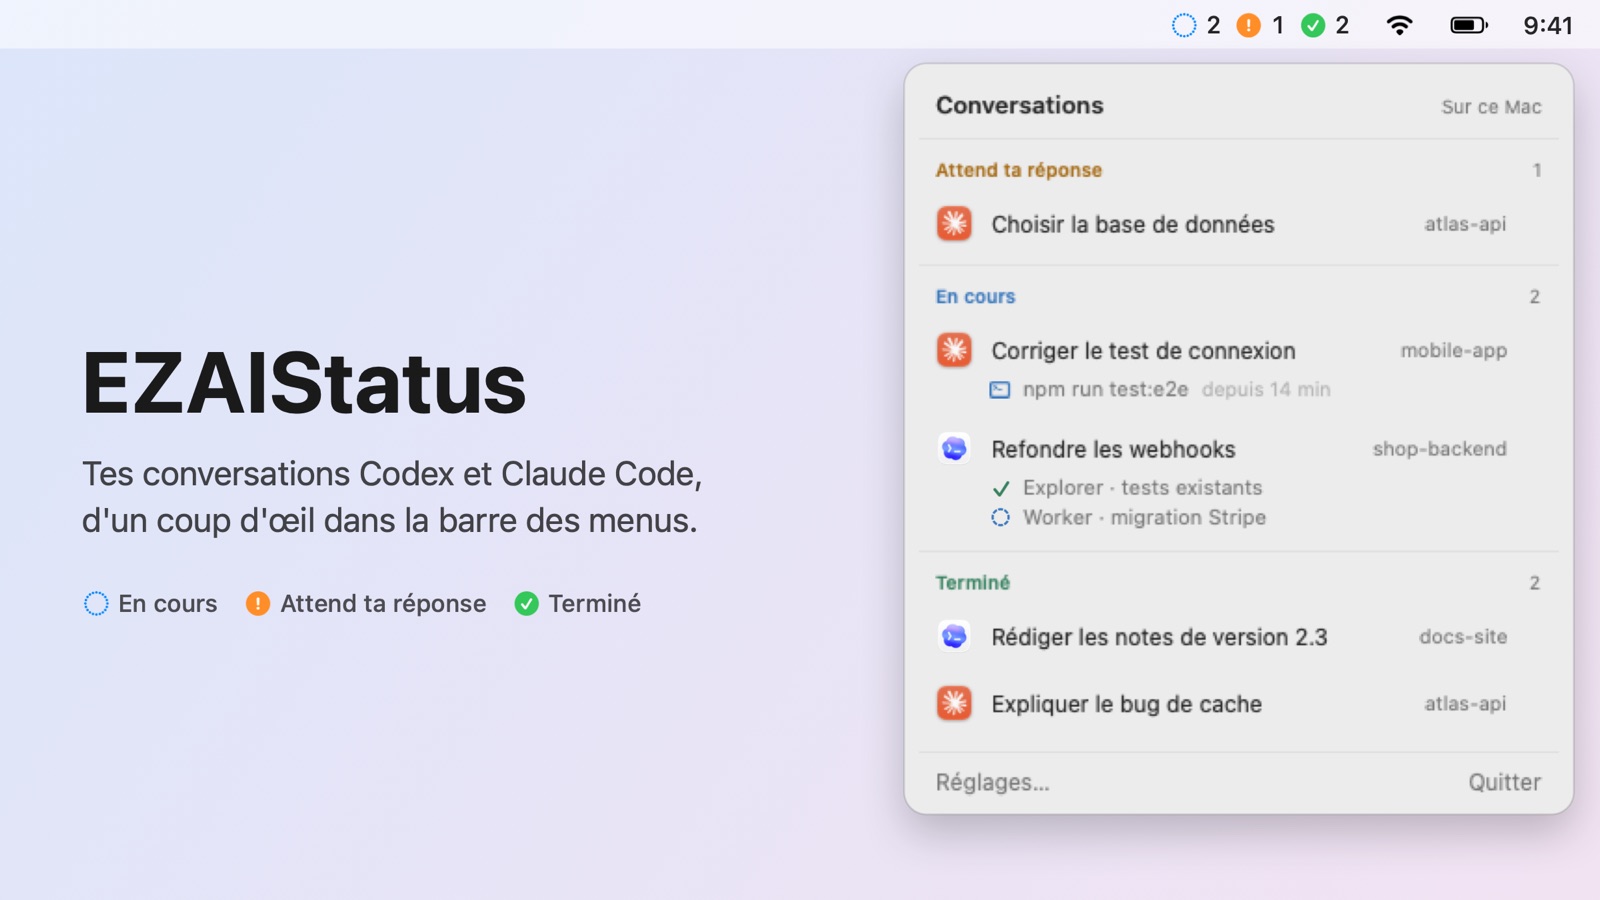 2 1 2 9:41
EZAIStatus
Tes conversations Codex et Claude Code,
d'un coup d'œil dans la barre des menus.
En cours Attend ta réponse Terminé
Conversations Sur ce Mac
Attend ta réponse 1
Choisir la base de données atlas-api
En cours 2
Corriger le test de connexion mobile-app
npm run test:e2e depuis 14 min
Refondre les webhooks shop-backend
Explorer · tests existants
Worker · migration Stripe
Terminé 2
Rédiger les notes de version 2.3 docs-site
Expliquer le bug de cache atlas-api
Réglages... Quitter